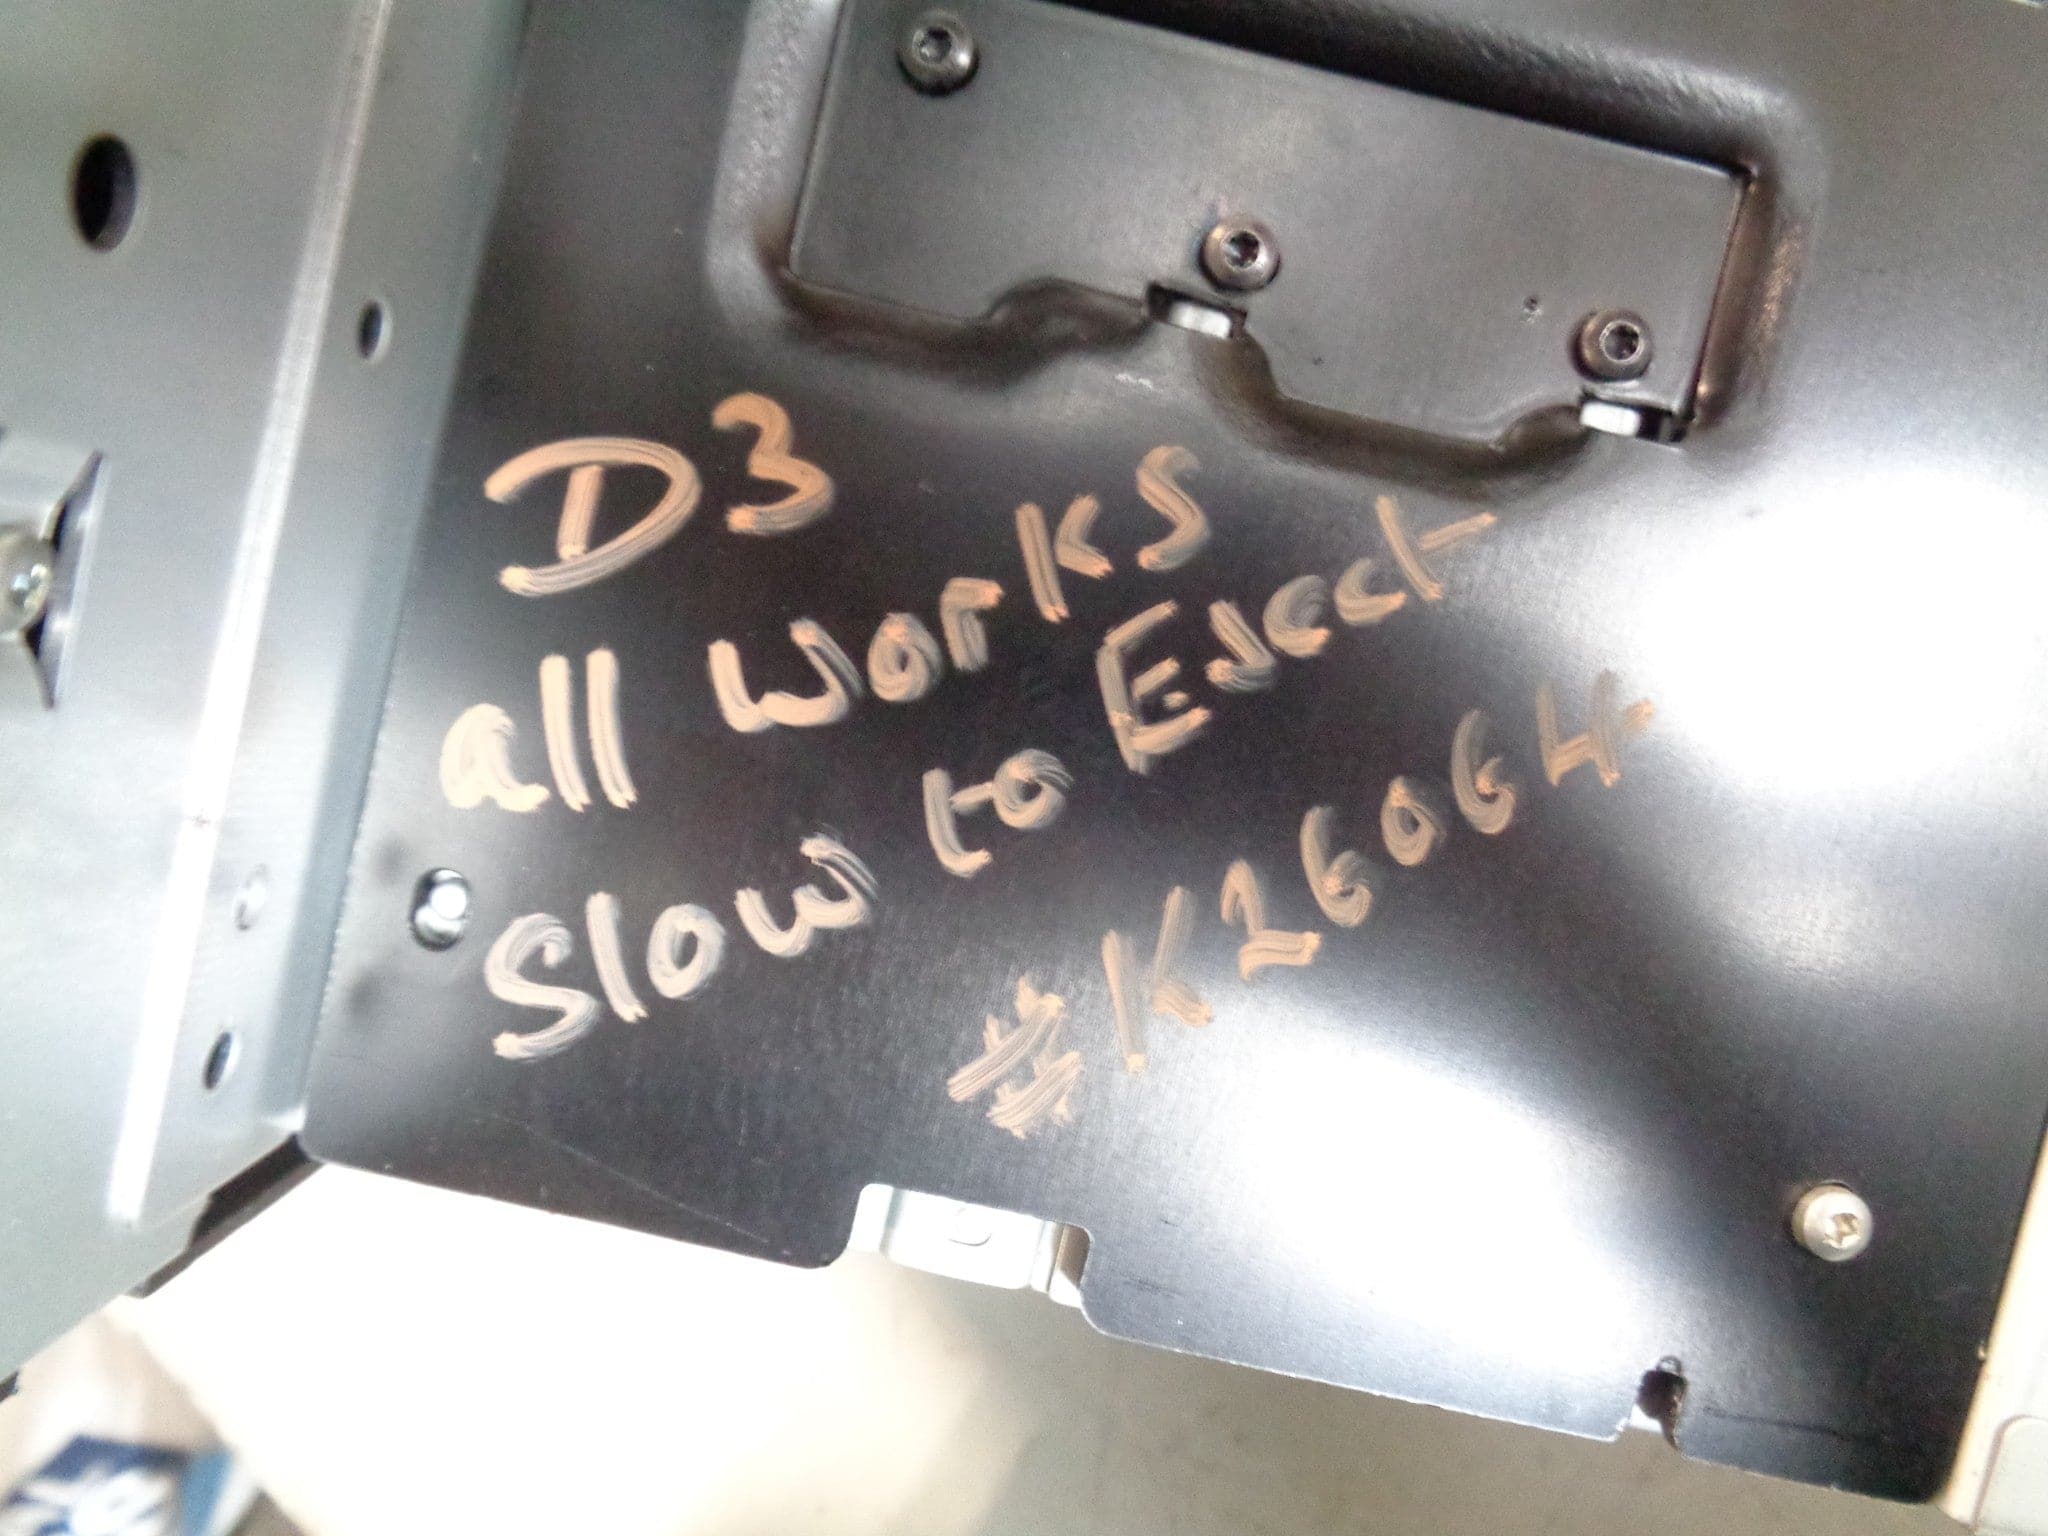 D3
all works
Slow to Eject
#K26064